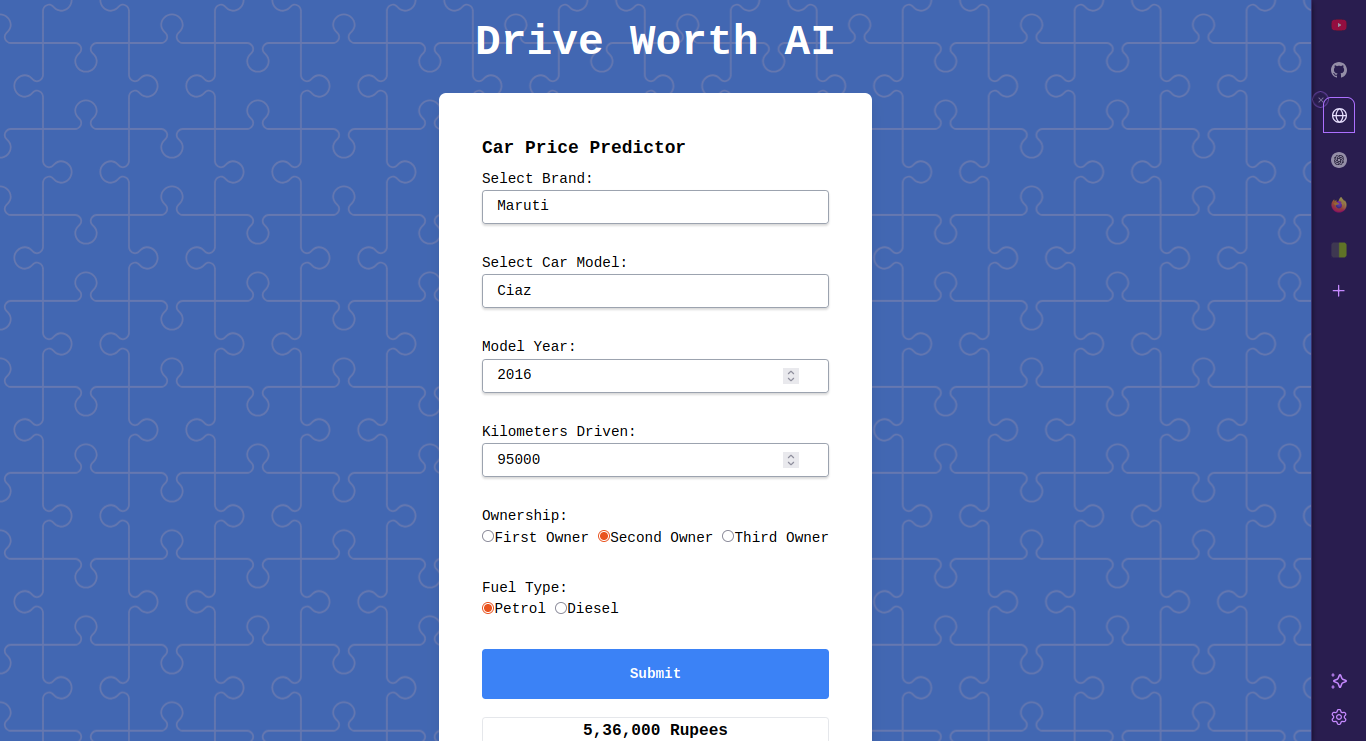 Drive Worth AI
Car Price Predictor
Select Brand:
Maruti
Select Car Model:
Ciaz
Model Year:
2016
Kilometers Driven:
95000
Ownership:
First Owner Second Owner Third Owner
Fuel Type:
Petrol Diesel
Submit
5,36,000 Rupees